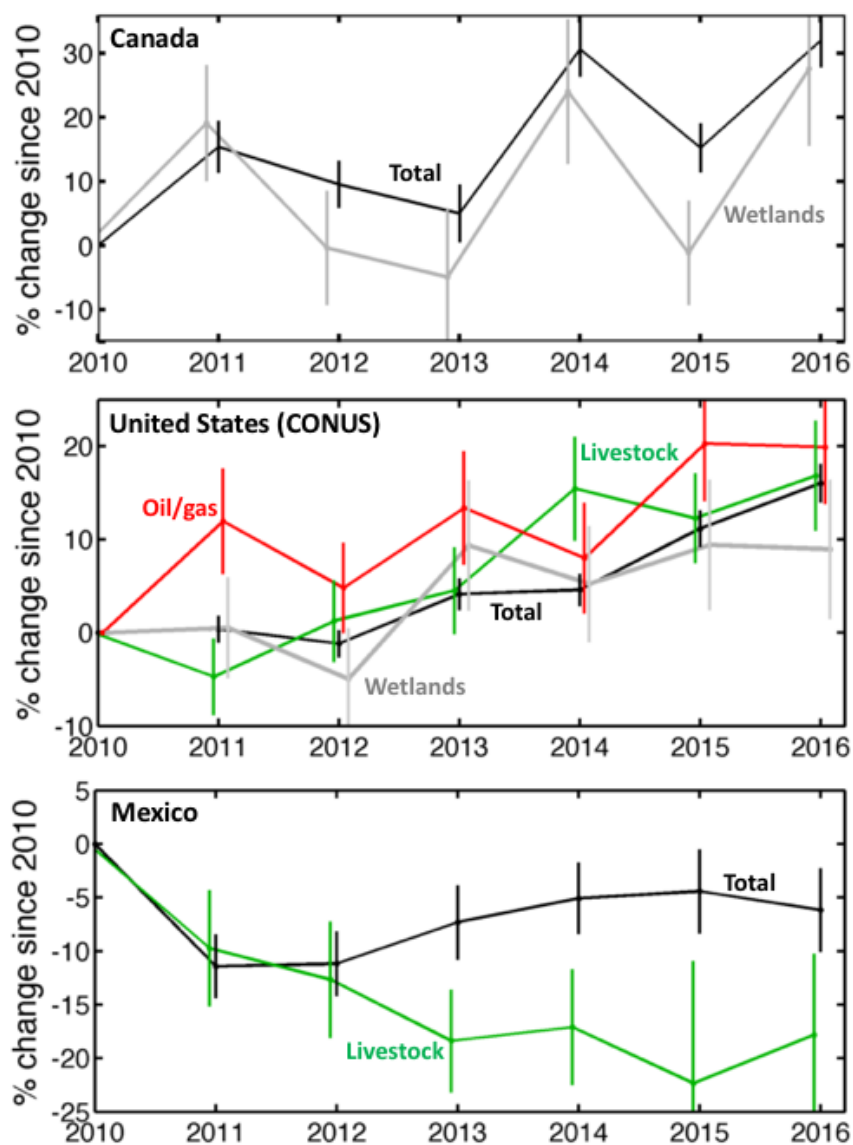 Canada
% change since 2010
30
20
10
0
-10
Total
Wetlands
2010 2011 2012 2013 2014 2015 2016
United States (CONUS)
% change since 2010
20
10
0
-10
Oil/gas
Livestock
Total
Wetlands
2010 2011 2012 2013 2014 2015 2016
Mexico
% change since 2010
5
0
-5
-10
-15
-20
-25
Total
Livestock
2010 2011 2012 2013 2014 2015 2016